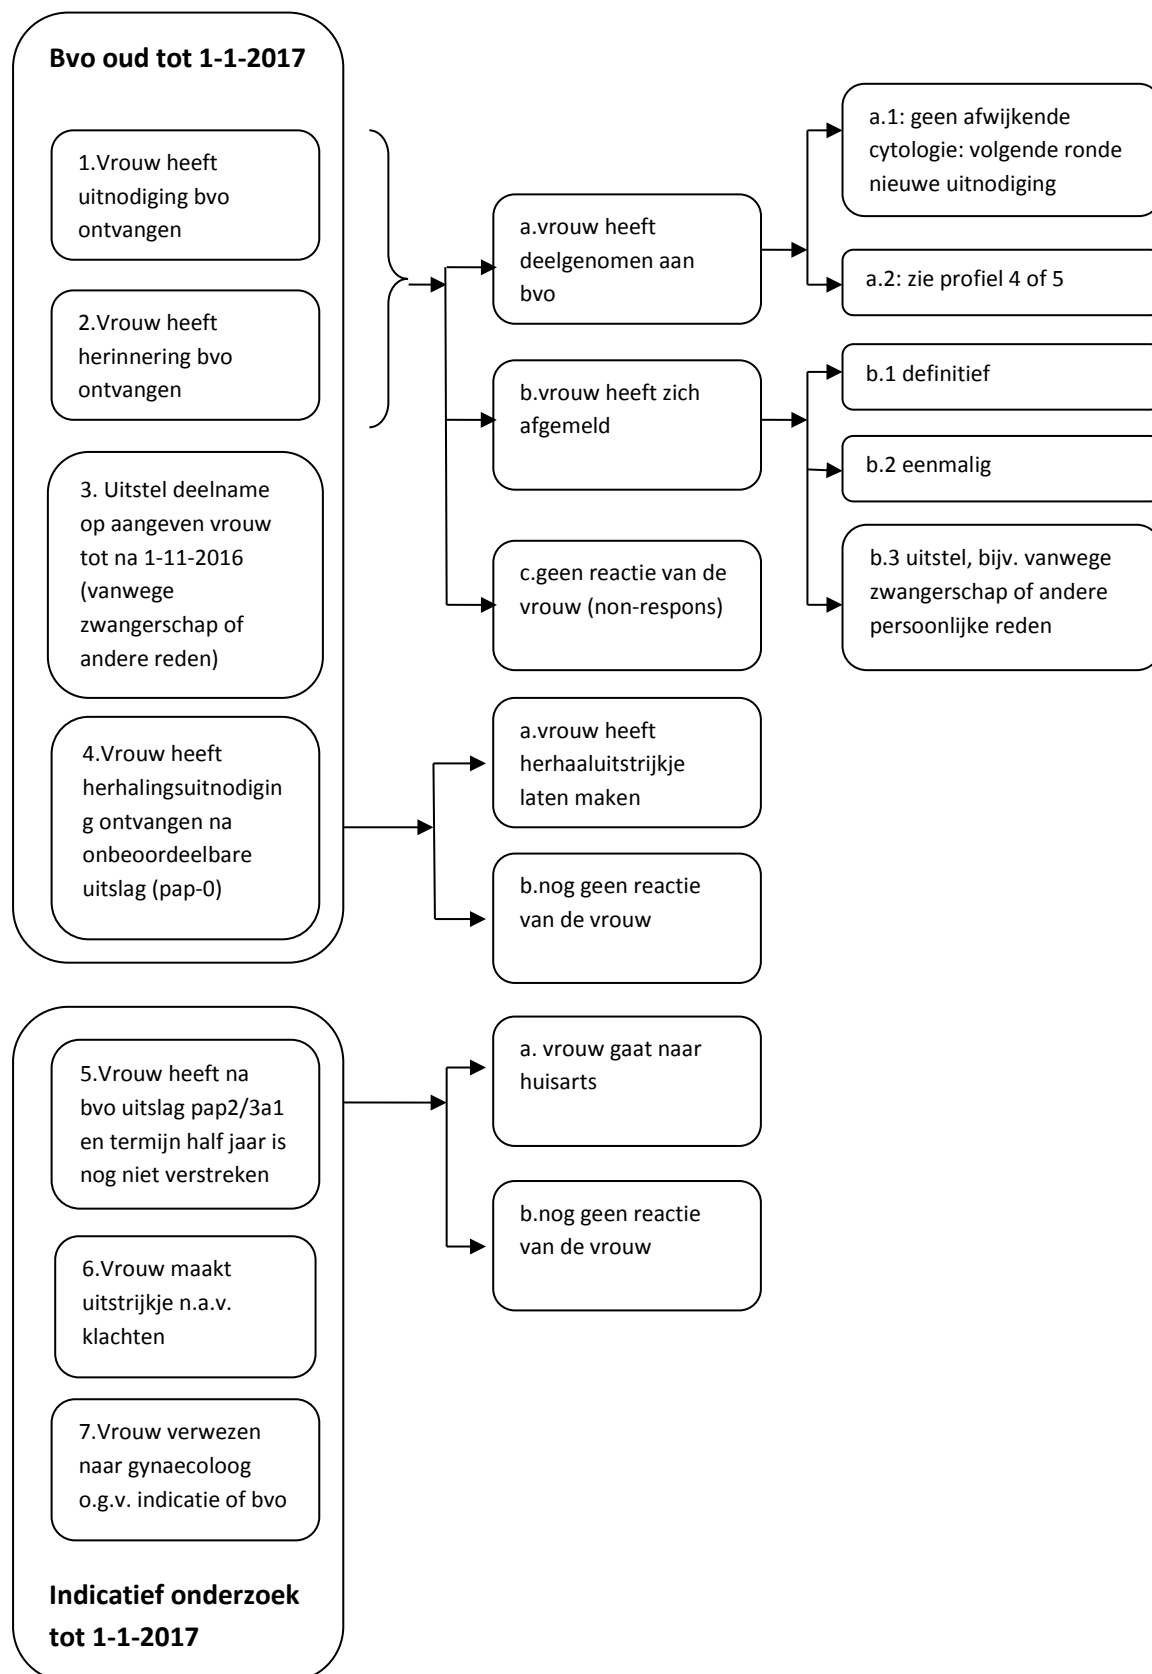 Bvo oud tot 1-1-2017
1.Vrouw heeft
uitnodiging bvo
ontvangen
2.Vrouw heeft
herinnering bvo
ontvangen
3. Uitstel deelname
op aangeven vrouw
tot na 1-11-2016
(vanwege
zwangerschap of
andere reden)
4.Vrouw heeft
herhalingsuitnodigin
g ontvangen na
onbeoordeelbare
uitslag (pap-0)
a.vrouw heeft
deelgenomen aan
bvo
b.vrouw heeft zich
afgemeld
c.geen reactie van de
vrouw (non-respons)
a.1: geen afwijkende
cytologie: volgende ronde
nieuwe uitnodiging
a.2: zie profiel 4 of 5
b.1 definitief
b.2 eenmalig
b.3 uitstel, bijv. vanwege
zwangerschap of andere
persoonlijke reden
a.vrouw heeft
herhaaluitstrijkje
laten maken
b.nog geen reactie
van de vrouw
5.Vrouw heeft na
bvo uitslag pap2/3a1
en termijn half jaar is
nog niet verstreken
6.Vrouw maakt
uitstrijkje n.a.v.
klachten
7.Vrouw verwezen
naar gynaecoloog
o.g.v. indicatie of bvo
Indicatief onderzoek
tot 1-1-2017
a. vrouw gaat naar
huisarts
b.nog geen reactie
van de vrouw